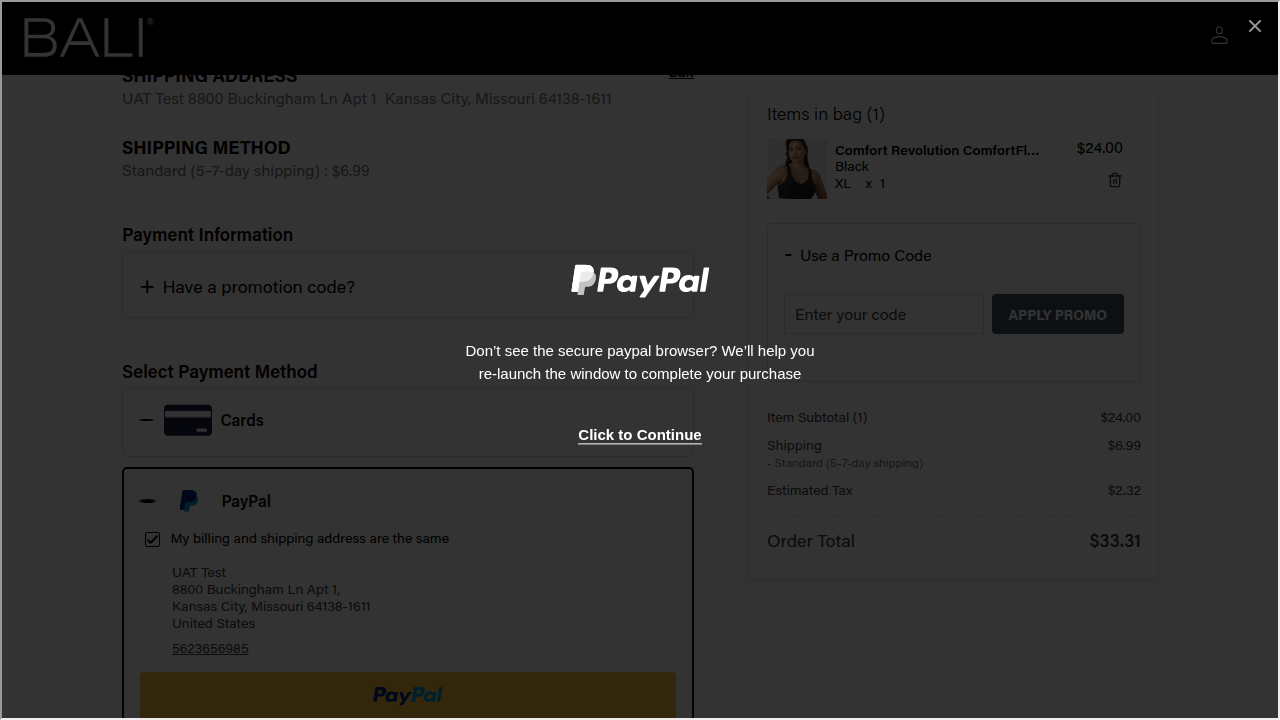 BALI®
SHIPPING ADDRESS
Edit
UAT Test 8800 Buckingham Ln Apt 1 Kansas City, Missouri 64138-1611
SHIPPING METHOD
Standard (5-7-day shipping) : $6.99
Payment Information
+ Have a promotion code?
Select Payment Method
Cards
PayPal
My billing and shipping address are the same
UAT Test
8800 Buckingham Ln Apt 1,
Kansas City, Missouri 64138-1611
United States
5623656985
PayPal
PayPal
Don't see the secure paypal browser? We'll help you
re-launch the window to complete your purchase
Click to Continue
Items in bag (1)
Comfort Revolution ComfortFl... $24.00
Black
XL x 1
- Use a Promo Code
Enter your code
APPLY PROMO
Item Subtotal (1) $24.00
Shipping $6.99
- Standard (5-7-day shipping)
Estimated Tax $2.32
Order Total $33.31